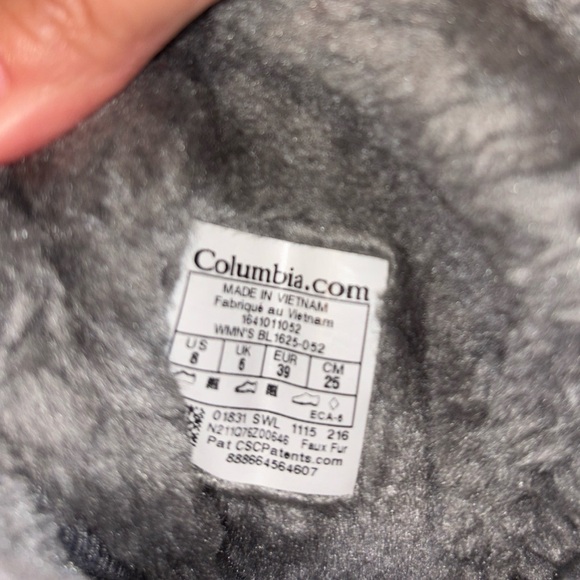 Columbia.com
MADE IN VIETNAM
Fabriqué au Vietnam
1641011052
WMN'S BL1625-052
US UK EUR CM
8 6 39 25
ECA-8
01831 SWL 1115 216
N211076Z00646 Faux Fur
Pat CSCPatents.com
888664564607